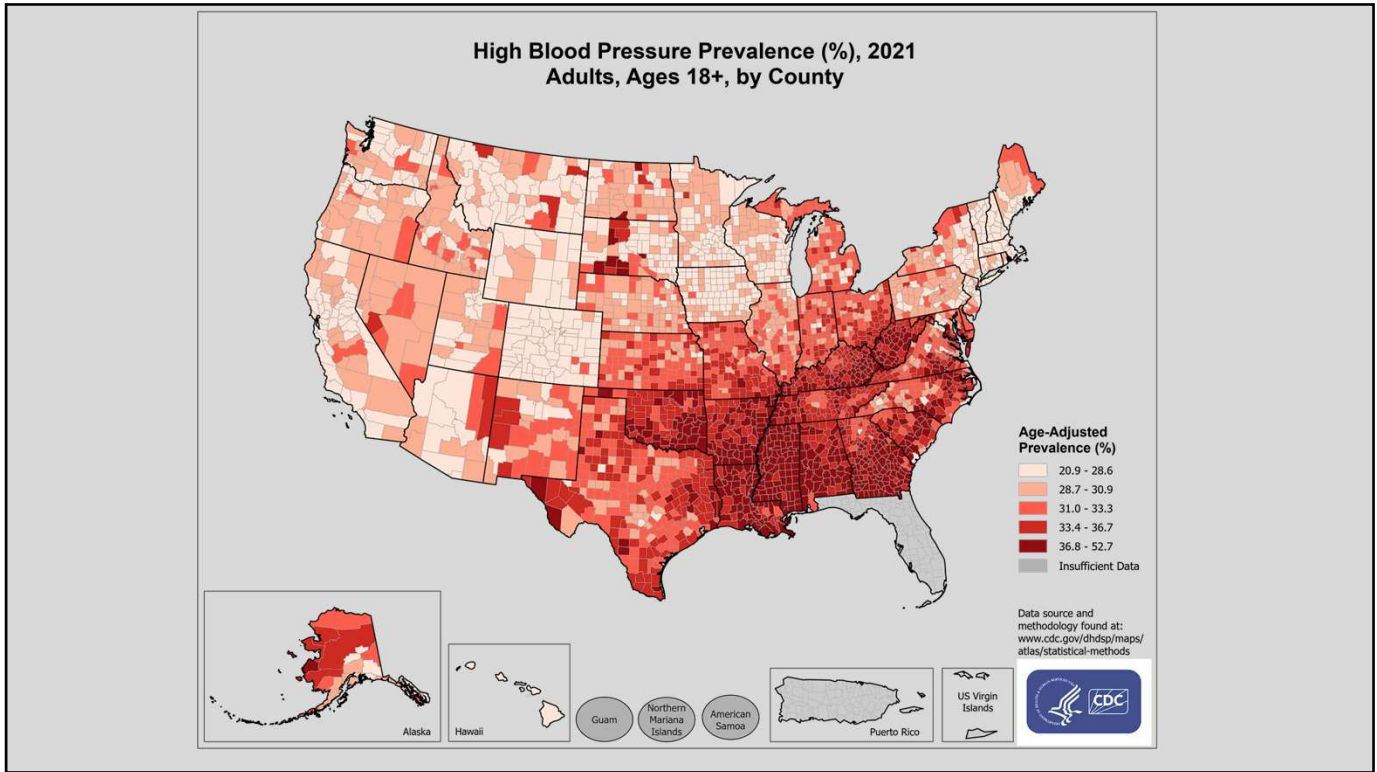 High Blood Pressure Prevalence (%), 2021
Adults, Ages 18+, by County
Age-Adjusted
Prevalence (%)
20.9 - 28.6
28.7 - 30.9
31.0 - 33.3
33.4 - 36.7
36.8 - 52.7
Insufficient Data
Data source and
methodology found at:
www.cdc.gov/dhdsp/maps/
atlas/statistical-methods
Alaska
Hawaii
Guam
Northern
Mariana
Islands
American
Samoa
Puerto Rico
US Virgin
Islands
CDC